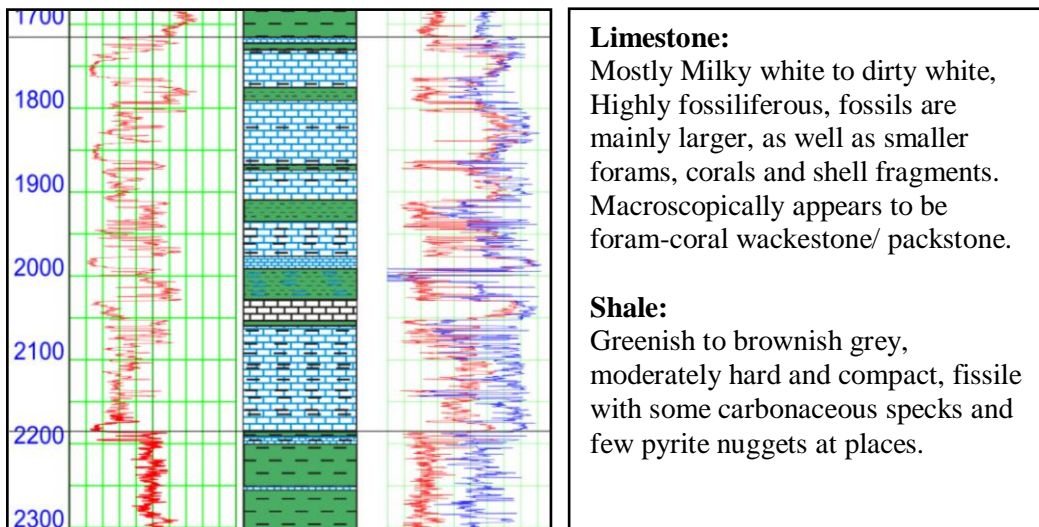 1700
1800
1900
2000
2100
2200
2300
Limestone:
Mostly Milky white to dirty white,
Highly fossiliferous, fossils are
mainly larger, as well as smaller
forams, corals and shell fragments.
Macroscopically appears to be
foram-coral wackestone/ packstone.
Shale:
Greenish to brownish grey,
moderately hard and compact, fissile
with some carbonaceous specks and
few pyrite nuggets at places.